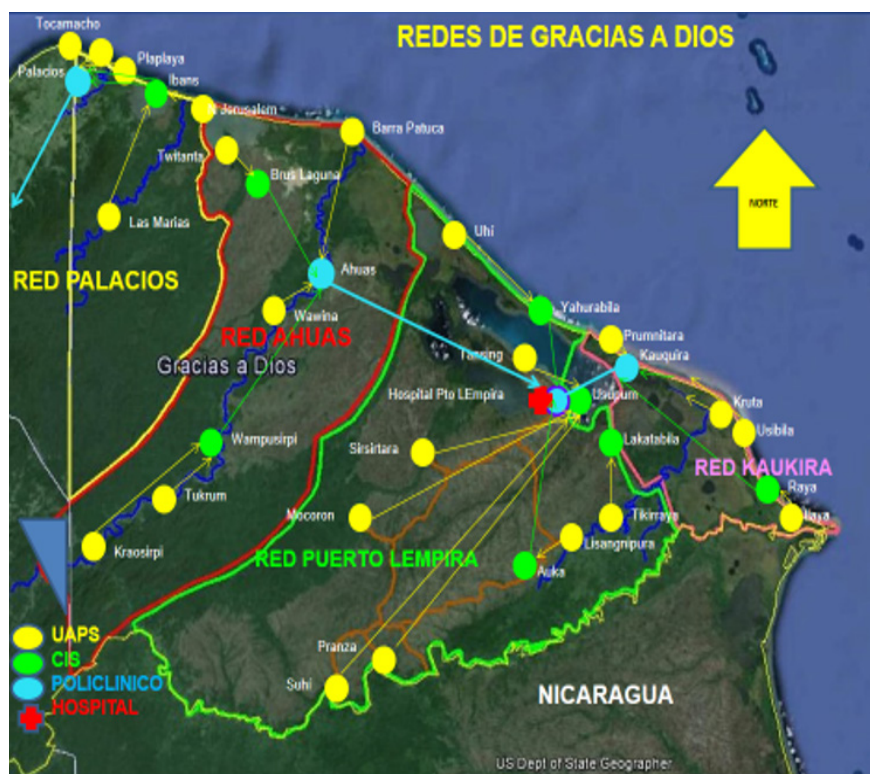 REDES DE GRACIAS A DIOS
Tocamacho
Plaplaya
Palacios
Ibans
N Jerusalem
Barra Patuca
Twitanta
Brus Laguna
NORTE
Las Marias
Uhi
RED PALACIOS
Ahuas
Wawina
Yahurabila
RED AHUAS
Prumnitara
Gracias a Dios
Tansing
Kauquira
Hospital Pto LEmpira
Usupum
Kruta
Wampusirpi
Lakatabila
Usibila
Sirsirtara
RED KAUKIRA
Raya
Tukrum
Mocoron
Tikirraya
Kraosirpi
Lisangnipura
RED PUERTO LEMPIRA
Auka
UAPS
CIS
Pranza
POLICLINICO
Suhi
NICARAGUA
HOSPITAL
US Dept of State Geographer